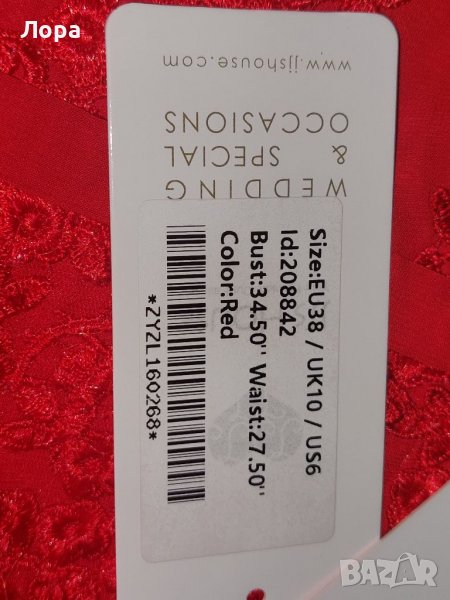 Лора
www.jjshouse.com
WEDDING
& SPECIAL
OCCASIONS
Size:EU38 / UK10 / US6
Id:208842
Bust:34.50'' Waist:27.50''
Color:Red
*ZYZL160268*
BAZAR